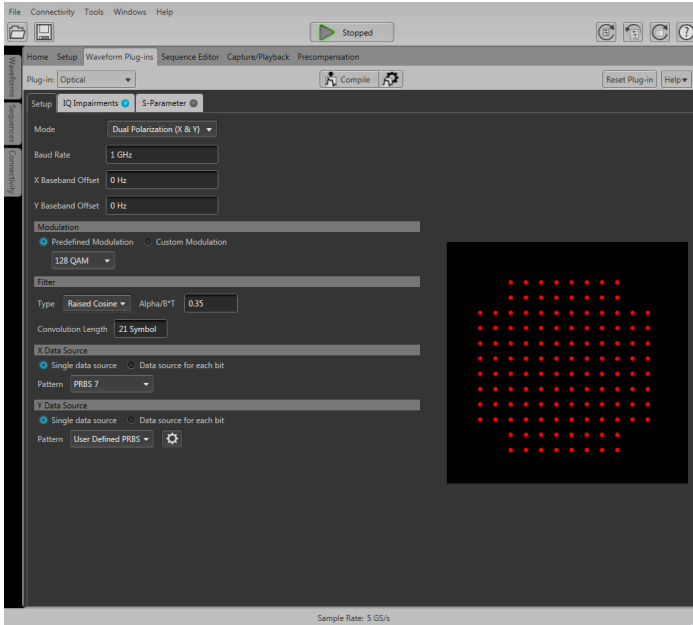 File Connectivity Tools Windows Help
Stopped
Home Setup Waveform Plug-ins Sequence Editor Capture/Playback Precompensation
Waveforms
Sequences
Connectivity
Plug-in: Optical Compile Reset Plug-in Help
Setup IQ Impairments S-Parameter
Mode Dual Polarization (X & Y)
Baud Rate 1 GHz
X Baseband Offset 0 Hz
Y Baseband Offset 0 Hz
Modulation
Predefined Modulation Custom Modulation
128 QAM
Filter
Type Raised Cosine Alpha/B*T 0.35
Convolution Length 21 Symbol
X Data Source
Single data source Data source for each bit
Pattern PRBS 7
Y Data Source
Single data source Data source for each bit
Pattern User Defined PRBS
Sample Rate: 5 GS/s